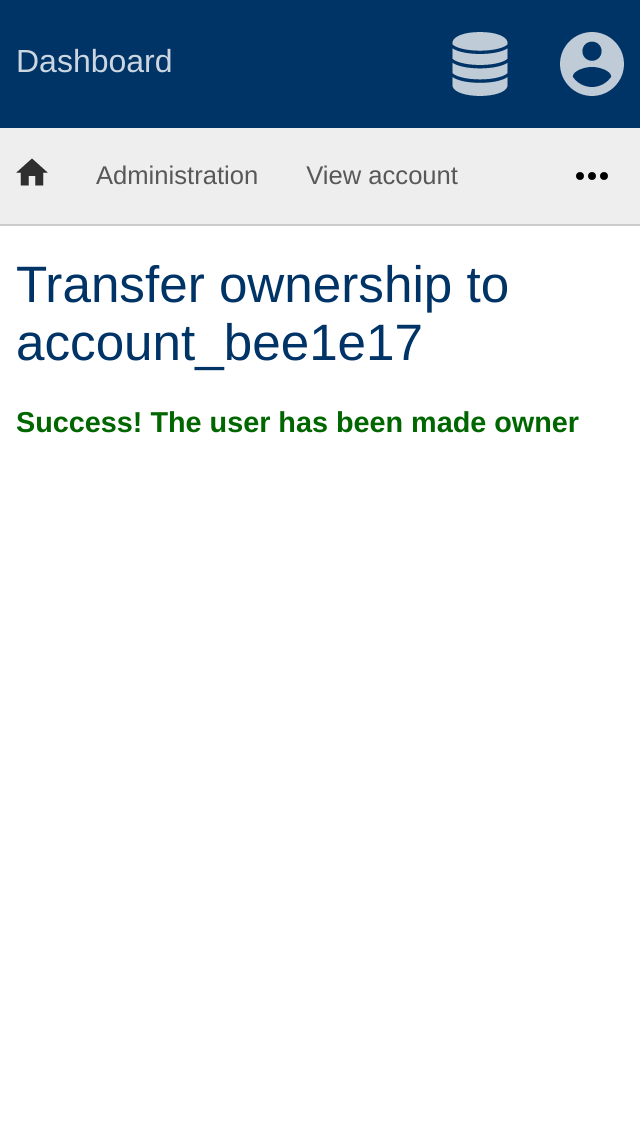 Dashboard
Administration View account
Transfer ownership to
account_bee1e17
Success! The user has been made owner